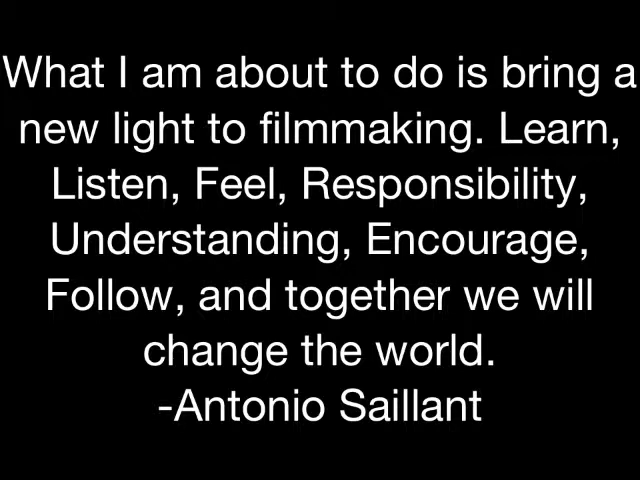 What I am about to do is bring a
new light to filmmaking. Learn,
Listen, Feel, Responsibility,
Understanding, Encourage,
Follow, and together we will
change the world.
-Antonio Saillant